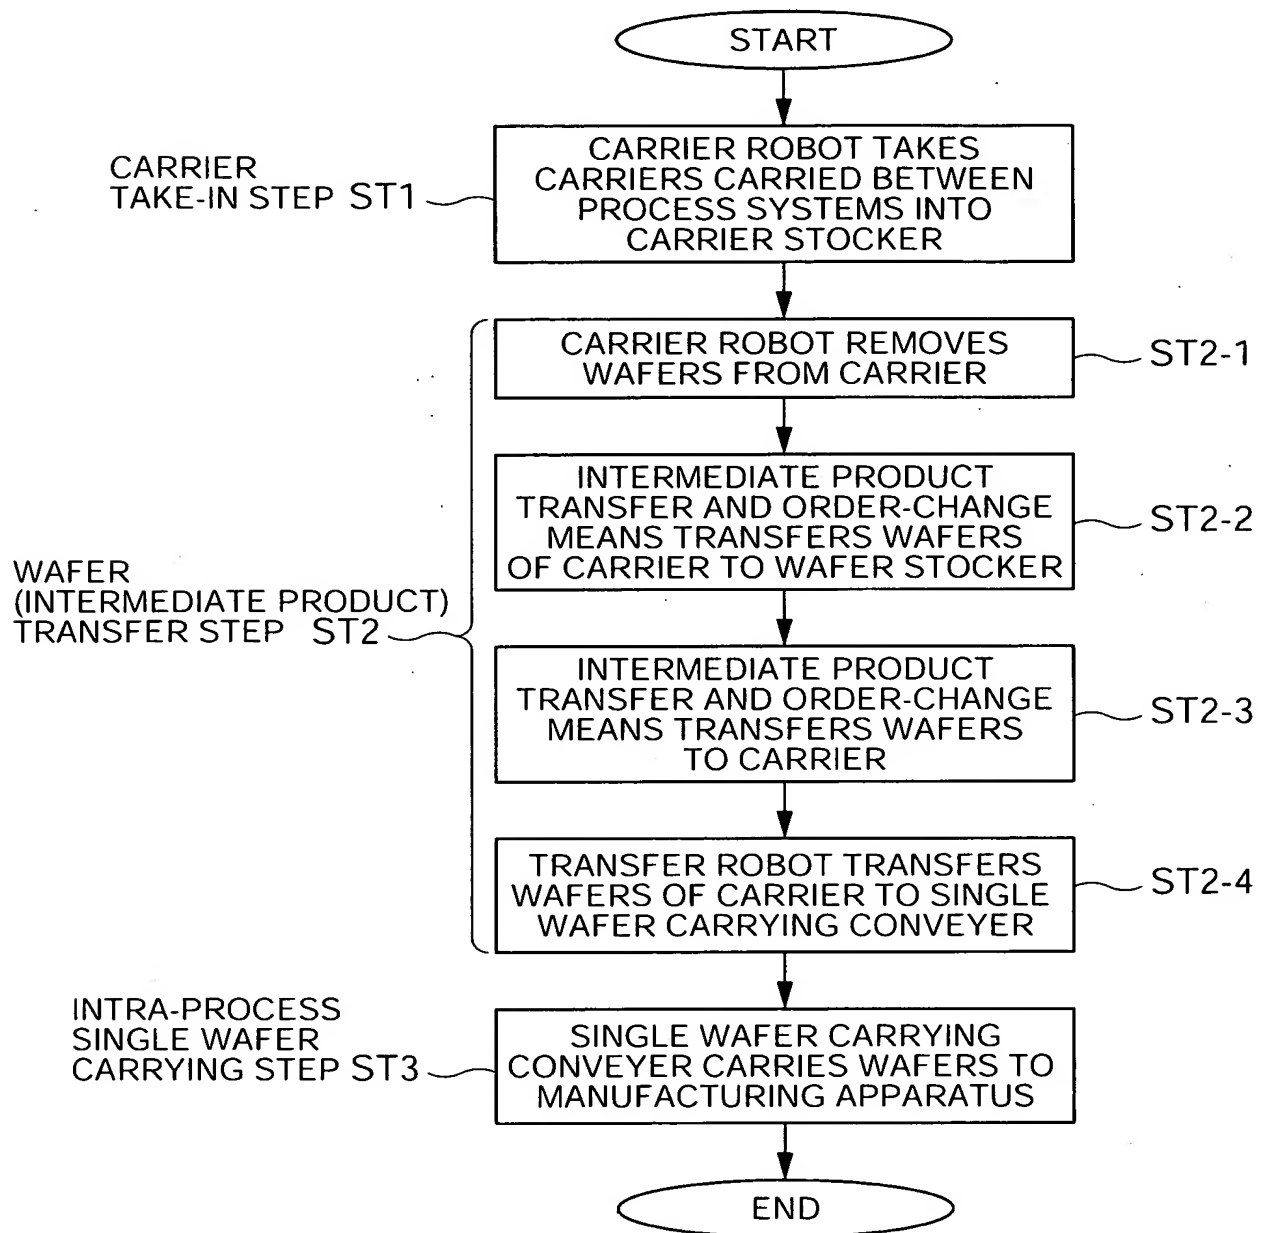 START
CARRIER
TAKE-IN STEP ST1
CARRIER ROBOT TAKES
CARRIERS CARRIED BETWEEN
PROCESS SYSTEMS INTO
CARRIER STOCKER
CARRIER ROBOT REMOVES
WAFERS FROM CARRIER
ST2-1
INTERMEDIATE PRODUCT
TRANSFER AND ORDER-CHANGE
MEANS TRANSFERS WAFERS
OF CARRIER TO WAFER STOCKER
ST2-2
WAFER
(INTERMEDIATE PRODUCT)
TRANSFER STEP ST2
INTERMEDIATE PRODUCT
TRANSFER AND ORDER-CHANGE
MEANS TRANSFERS WAFERS
TO CARRIER
ST2-3
TRANSFER ROBOT TRANSFERS
WAFERS OF CARRIER TO SINGLE
WAFER CARRYING CONVEYER
ST2-4
INTRA-PROCESS
SINGLE WAFER
CARRYING STEP ST3
SINGLE WAFER CARRYING
CONVEYER CARRIES WAFERS TO
MANUFACTURING APPARATUS
END